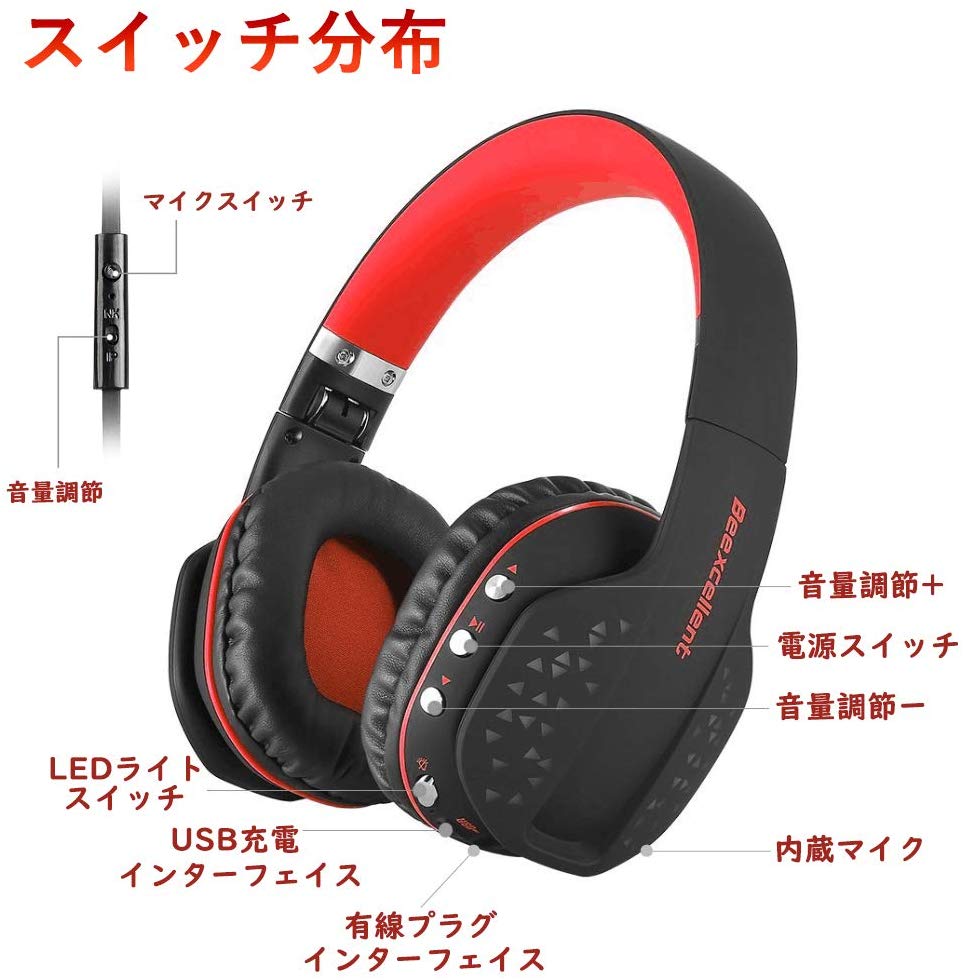 スイッチ分布
マイクスイッチ
音量調節
Beexcellent
音量調節+
電源スイッチ
音量調節ー
LEDライト
スイッチ
USB充電
インターフェイス
有線プラグ
インターフェイス
内蔵マイク